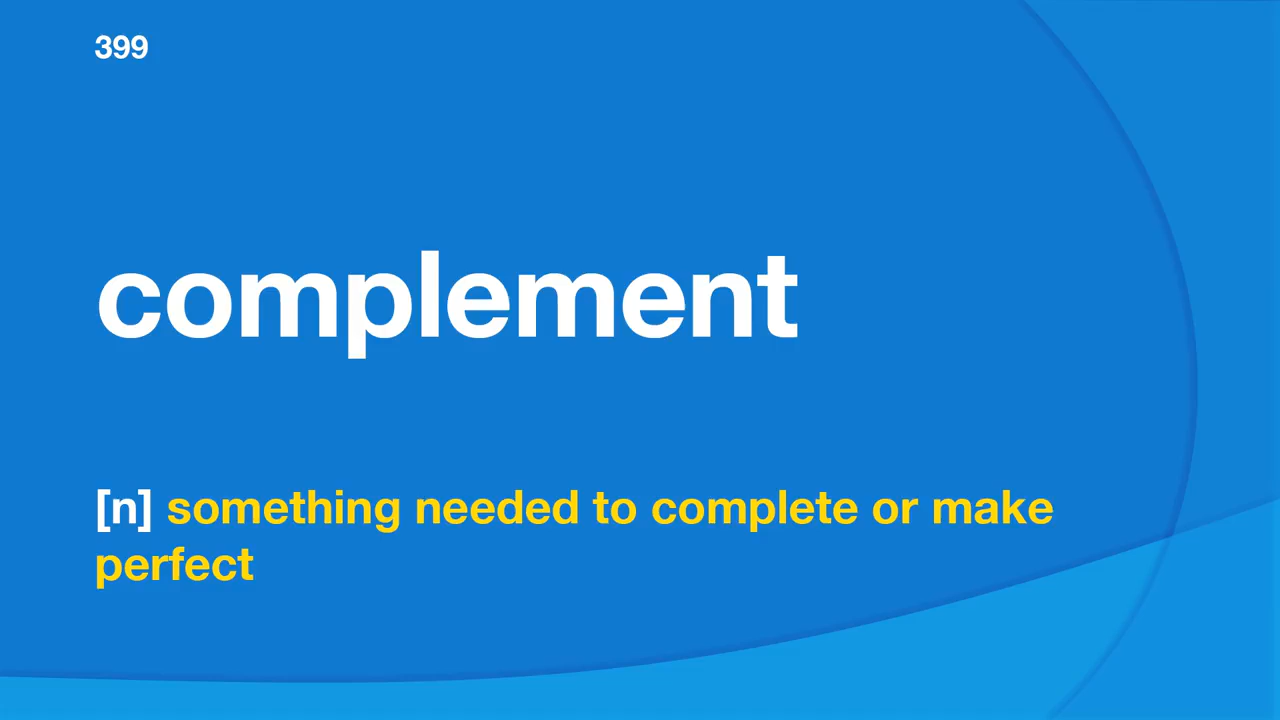 399
complement
[n] something needed to complete or make
perfect